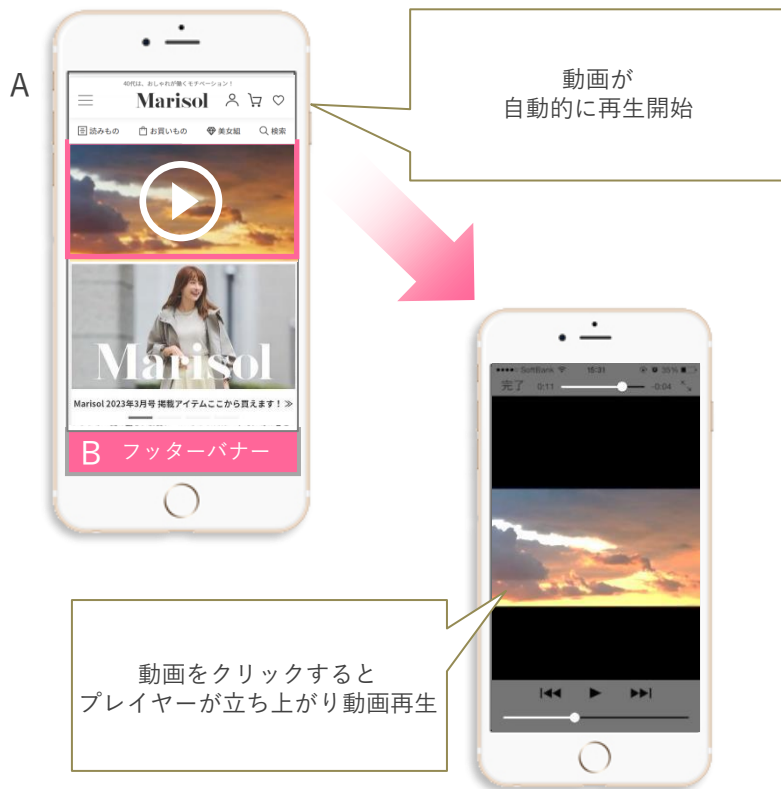 A
動画が
自動的に再生開始
40代は、おしゃれが働くモチベーション！
Marisol
読みもの
お買いもの
美女組
検索
Marisol
Marisol 2023年3月号 掲載アイテムここから買えます！≫
B フッターバナー
SoftBank 15:31 35%
完了 0:11 -0:04
動画をクリックすると
プレイヤーが立ち上がり動画再生